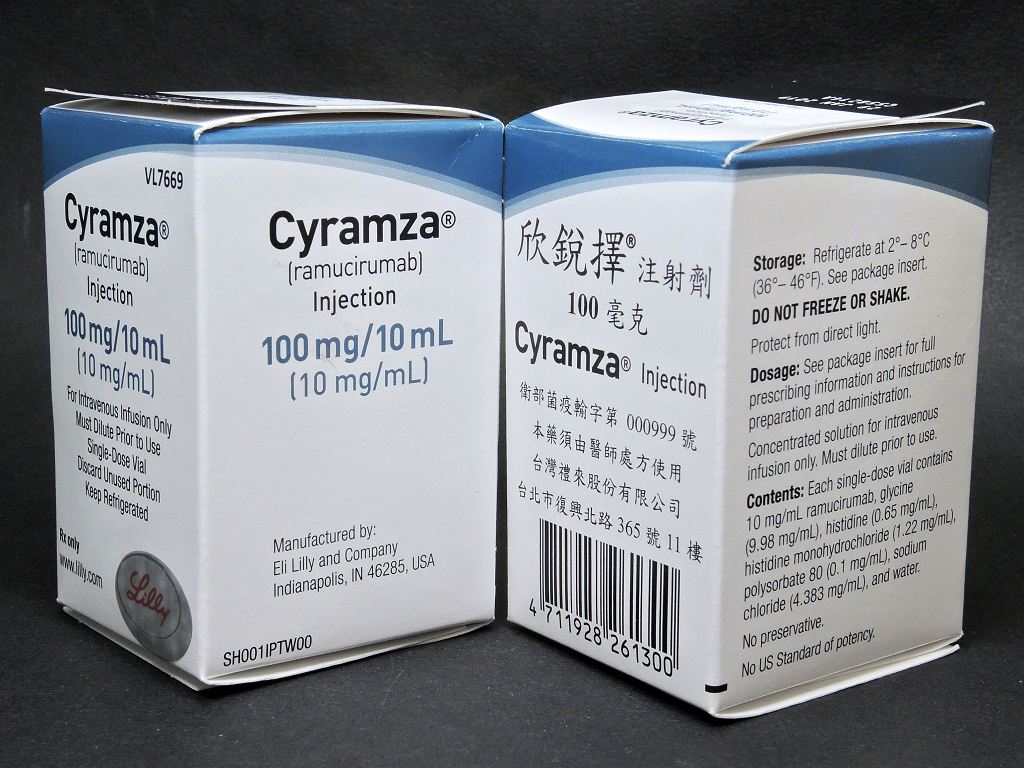 VL7669
Cyramza®
(ramucirumab)
Injection
100 mg/10 mL
(10 mg/mL)
For Intravenous Infusion Only
Must Dilute Prior to Use
Single-Dose Vial
Discard Unused Portion
Keep Refrigerated
Rx only
www.lilly.com
Lilly
Cyramza®
(ramucirumab)
Injection
100 mg/10 mL
(10 mg/mL)
Manufactured by:
Eli Lilly and Company
Indianapolis, IN 46285, USA
SH001IPTW00
Cyramza®
欣銳擇® 注射劑
100 毫克
Cyramza® Injection
衛部菌疫輸字第 000999 號
本藥須由醫師處方使用
台灣禮來股份有限公司
台北市復興北路 365 號 11 樓
4 711928 261300
Storage: Refrigerate at 2°– 8°C
(36°– 46°F). See package insert.
DO NOT FREEZE OR SHAKE.
Protect from direct light.
Dosage: See package insert for full
prescribing information and instructions for
preparation and administration.
Concentrated solution for intravenous
infusion only. Must dilute prior to use.
Contents: Each single-dose vial contains
10 mg/mL ramucirumab, glycine
(9.98 mg/mL), histidine (0.65 mg/mL),
histidine monohydrochloride (1.22 mg/mL),
polysorbate 80 (0.1 mg/mL), sodium
chloride (4.383 mg/mL), and water.
No preservative.
No US Standard of potency.